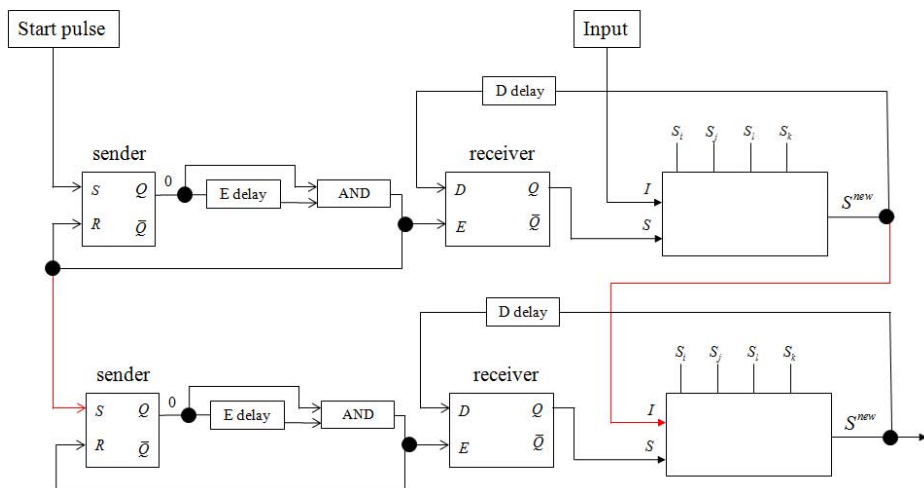 Start pulse
Input
D delay
S_i S_j S_l S_k
sender
receiver
0
S Q
E delay
AND
D Q
I
S^new
R Q̅
E Q̅
S
D delay
S_i S_j S_l S_k
sender
receiver
0
S Q
E delay
AND
D Q
I
S^new
R Q̅
E Q̅
S